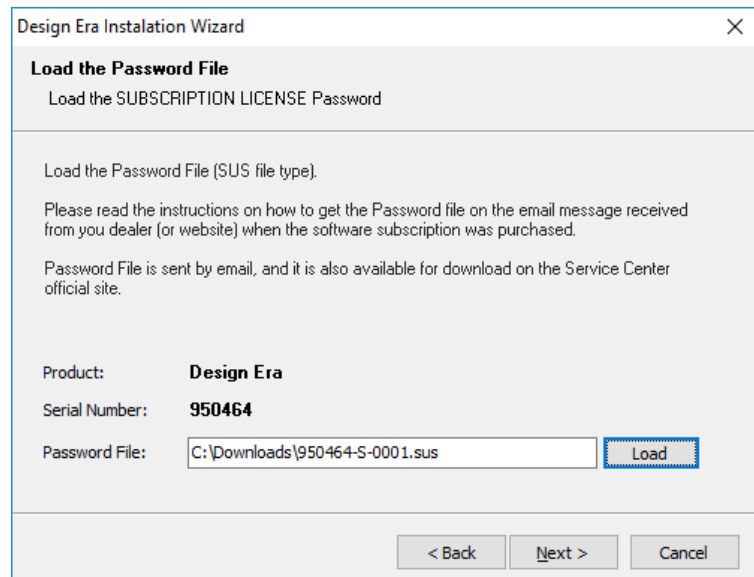 Design Era Instalation Wizard
Load the Password File
Load the SUBSCRIPTION LICENSE Password
Load the Password File (SUS file type).
Please read the instructions on how to get the Password file on the email message received
from you dealer (or website) when the software subscription was purchased.
Password File is sent by email, and it is also available for download on the Service Center
official site.
Product: Design Era
Serial Number: 950464
Password File: C:\Downloads\950464-S-0001.sus Load
< Back Next > Cancel